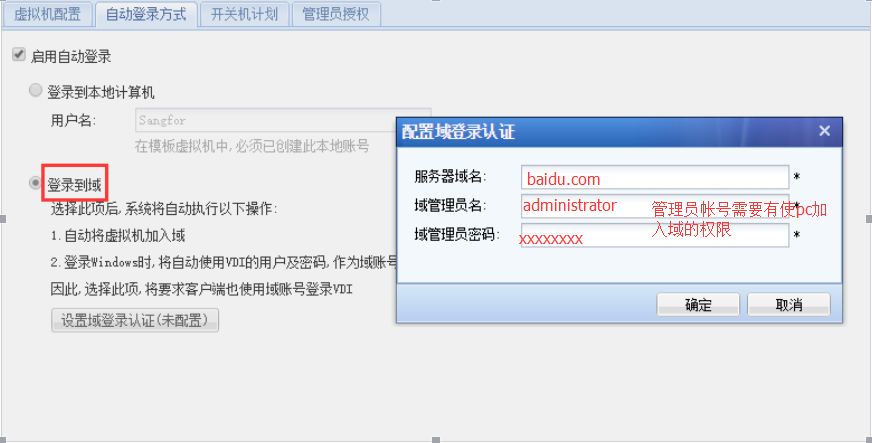 虚拟机配置 自动登录方式 开关机计划 管理员授权
启用自动登录
登录到本地计算机
用户名: Sangfor
在模板虚拟机中,必须已创建此本地账号
登录到域
选择此项后,系统将自动执行以下操作:
1.自动将虚拟机加入域
2.登录Windows时,将自动使用VDI的用户及密码,作为域账号
因此,选择此项,将要求客户端也使用域账号登录VDI
设置域登录认证(未配置)
配置域登录认证
服务器域名: baidu.com *
域管理员名: administrator *
管理员帐号需要有使pc加
入域的权限
域管理员密码: xxxxxxxx *
确定 取消